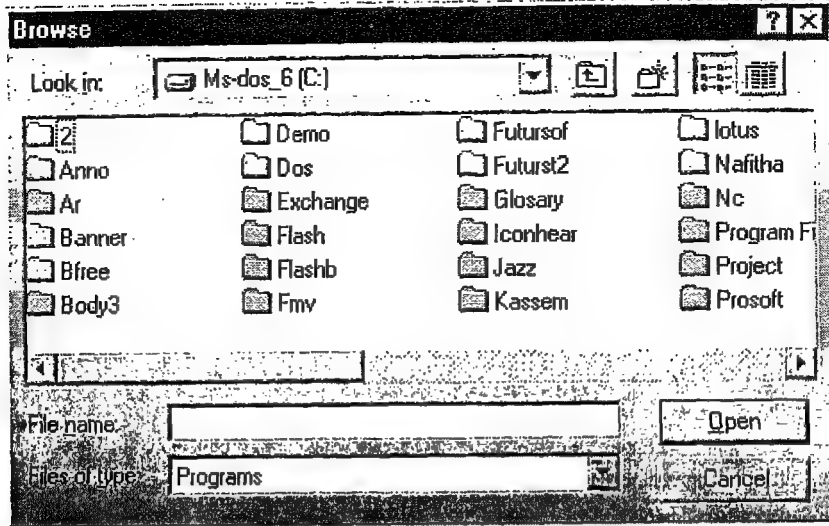 Browse
Look in: Ms-dos_6 (C:)
2 Demo Futursof lotus
Anno Dos Futurst2 Nafitha
Ar Exchange Glosary Nc
Banner Flash Iconhear Program Fi
Bfree Flashb Jazz Project
Body3 Fmv Kassem Prosoft
File name: Open
Files of type: Programs Cancel